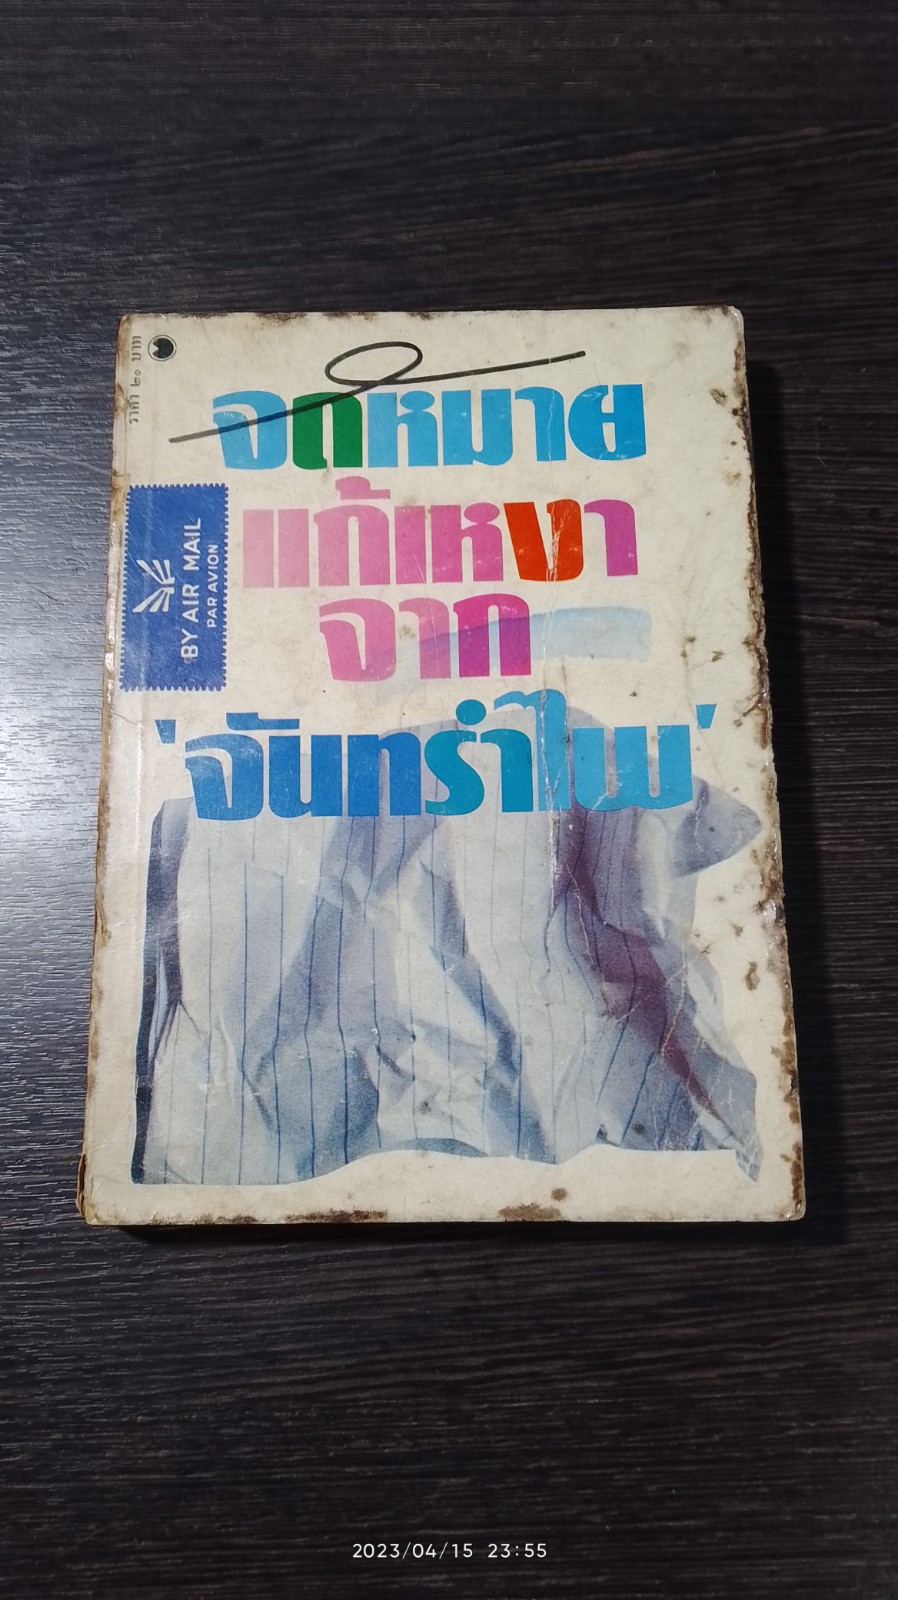 ราคา ๒๐ บาท
จดหมาย
แก้เหงา
จาก
'จันทรำไพ'
BY AIR MAIL
PAR AVION
2023/04/15 23:55